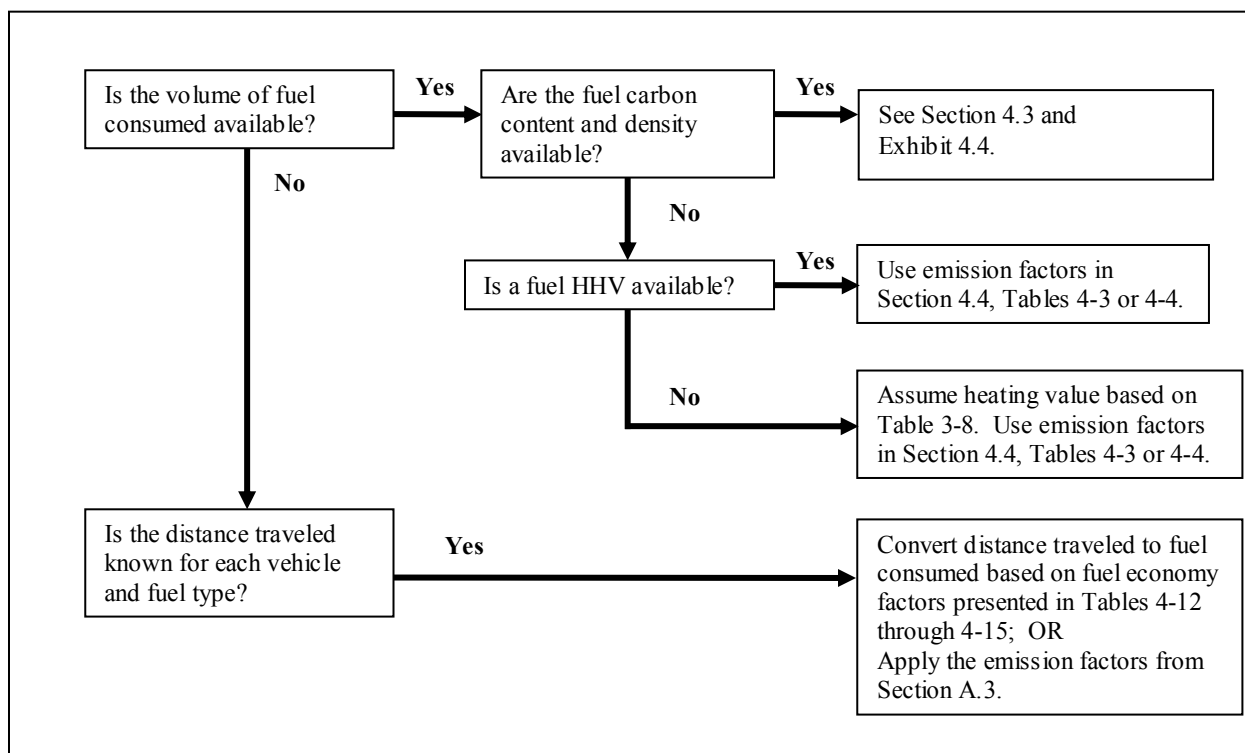 Is the volume of fuel
consumed available?
Yes
Are the fuel carbon
content and density
available?
Yes
See Section 4.3 and
Exhibit 4.4.
No
No
Is a fuel HHV available?
Yes
Use emission factors in
Section 4.4, Tables 4-3 or 4-4.
No
Assume heating value based on
Table 3-8.  Use emission factors
in Section 4.4, Tables 4-3 or 4-4.
Is the distance traveled
known for each vehicle
and fuel type?
Yes
Convert distance traveled to fuel
consumed based on fuel economy
factors presented in Tables 4-12
through 4-15;  OR
Apply the emission factors from
Section A.3.